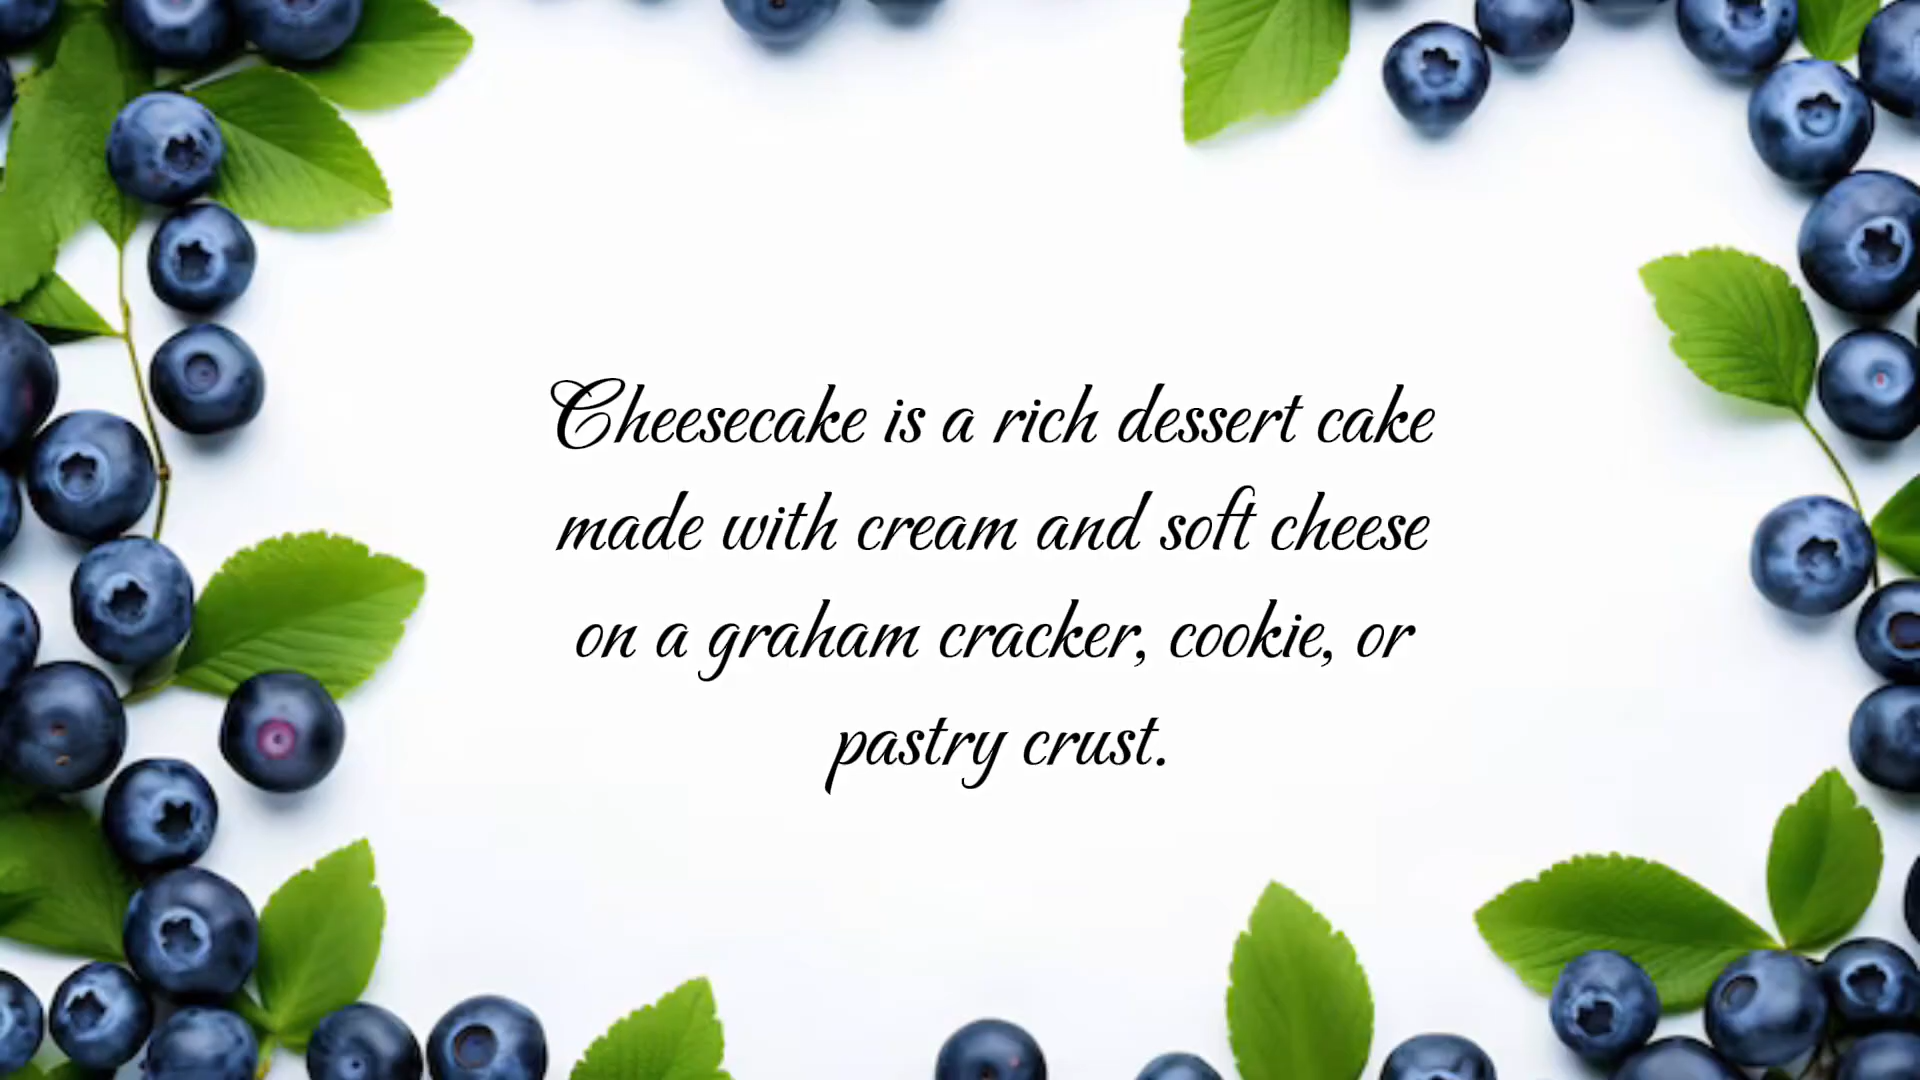 Cheesecake is a rich dessert cake
made with cream and soft cheese
on a graham cracker, cookie, or
pastry crust.